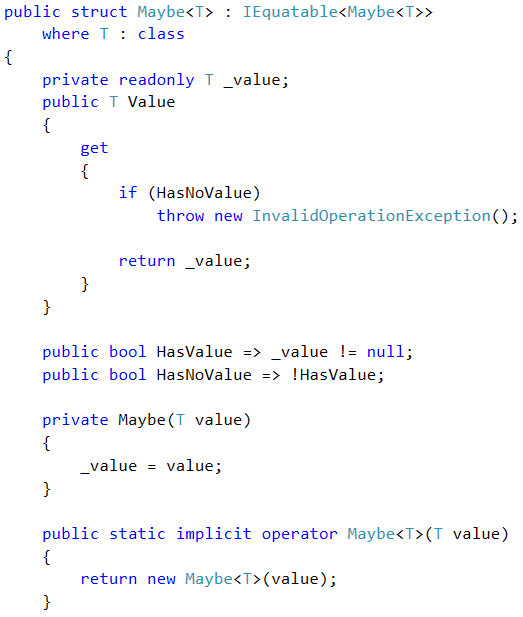 public struct Maybe<T> : IEquatable<Maybe<T>>
    where T : class
{
    private readonly T _value;
    public T Value
    {
        get
        {
            if (HasNoValue)
                throw new InvalidOperationException();

            return _value;
        }
    }

    public bool HasValue => _value != null;
    public bool HasNoValue => !HasValue;

    private Maybe(T value)
    {
        _value = value;
    }

    public static implicit operator Maybe<T>(T value)
    {
        return new Maybe<T>(value);
    }